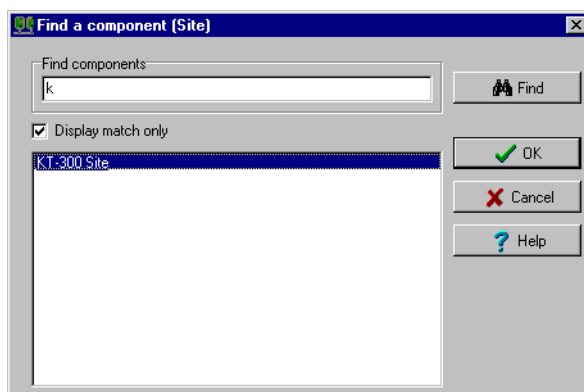 Find a component (Site)
Find components
k
Find
Display match only
KT-300 Site
OK
Cancel
Help